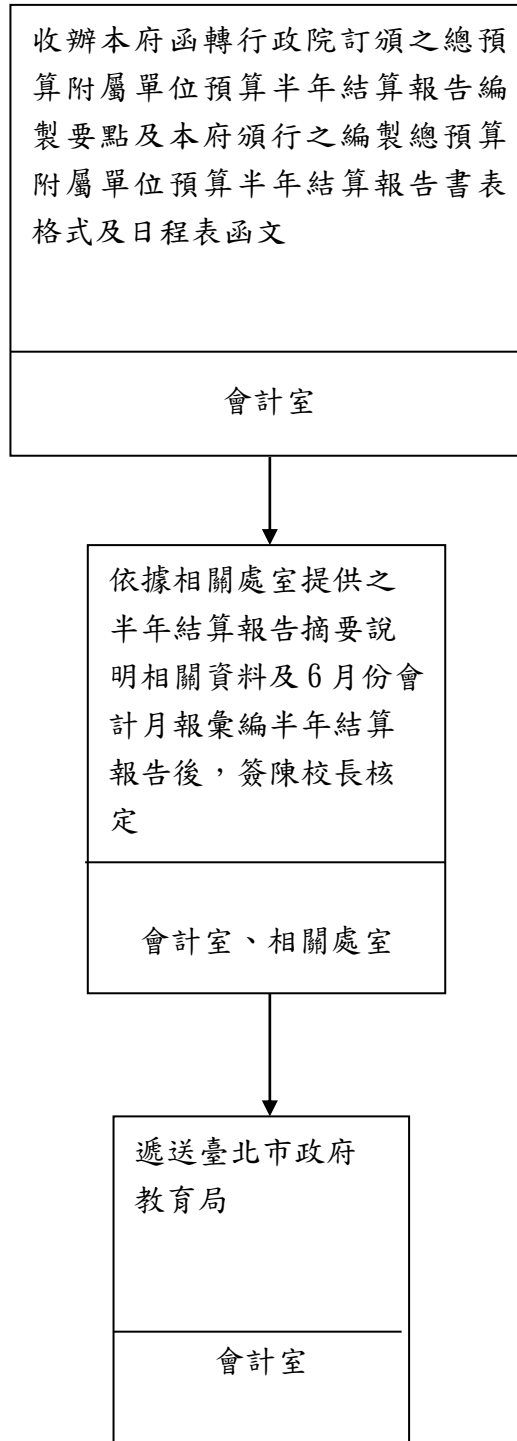 收辦本府函轉行政院訂頒之總預
算附屬單位預算半年結算報告編
製要點及本府頒行之編製總預算
附屬單位預算半年結算報告書表
格式及日程表函文
會計室
依據相關處室提供之
半年結算報告摘要說
明相關資料及6月份會
計月報彙編半年結算
報告後，簽陳校長核
定
會計室、相關處室
遞送臺北市政府
教育局
會計室